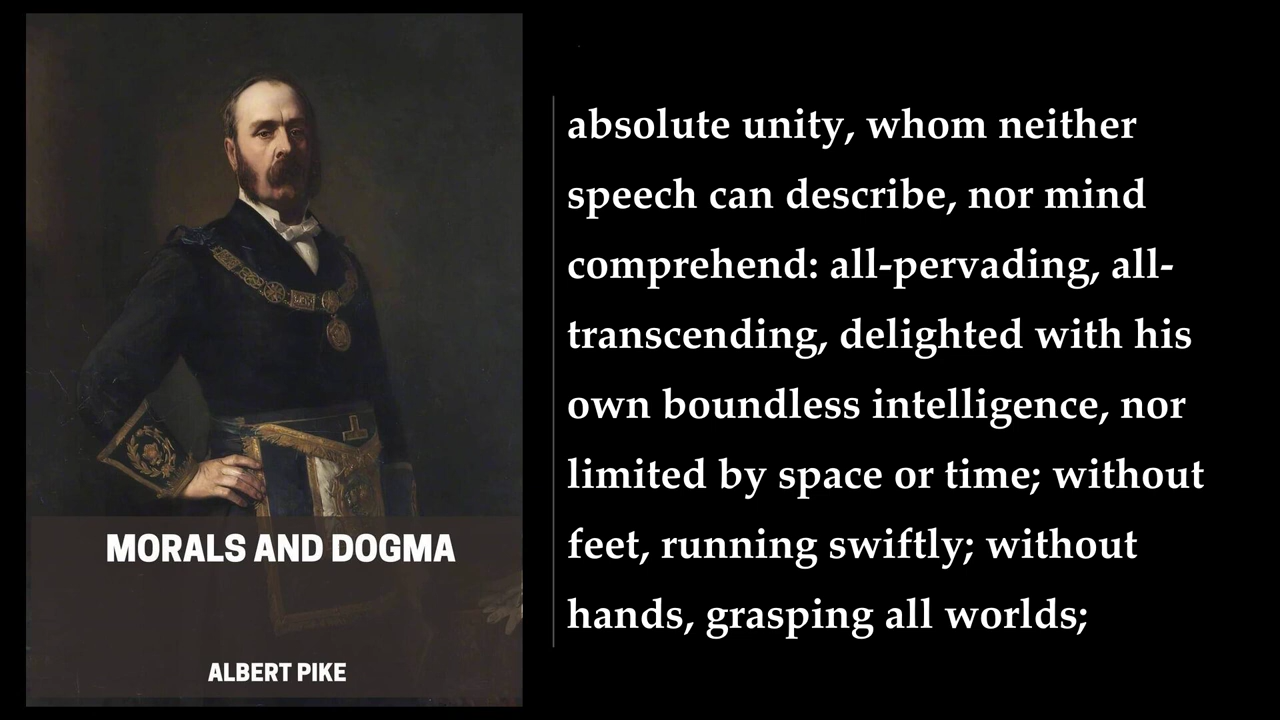 MORALS AND DOGMA
ALBERT PIKE
absolute unity, whom neither
speech can describe, nor mind
comprehend: all-pervading, all-
transcending, delighted with his
own boundless intelligence, nor
limited by space or time; without
feet, running swiftly; without
hands, grasping all worlds;